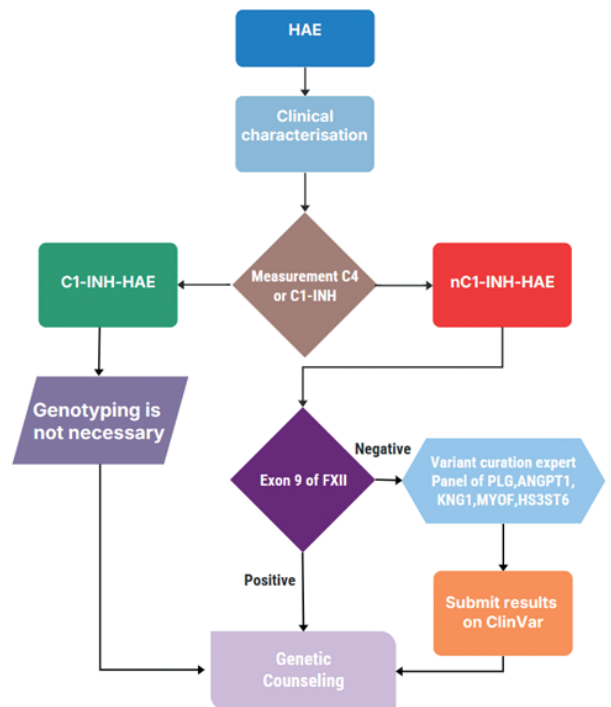 HAE
Clinical
characterisation
Measurement C4
or C1-INH
C1-INH-HAE
nC1-INH-HAE
Genotyping is
not necessary
Exon 9 of FXII
Negative
Variant curation expert
Panel of PLG,ANGPT1,
KNG1,MYOF,HS3ST6
Positive
Submit results
on ClinVar
Genetic
Counseling